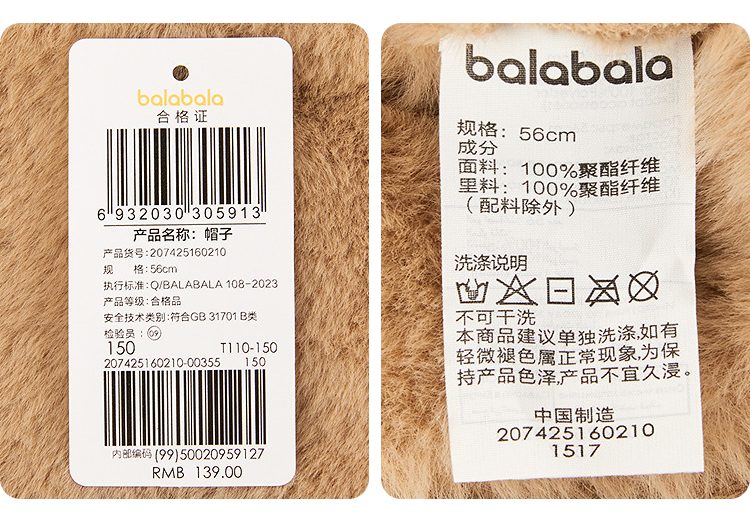 balabala
合格证
6 932030 305913
产品名称：帽子
产品货号：207425160210
规 格：56cm
执行标准：Q/BALABALA 108-2023
产品等级：合格品
安全技术类别：符合GB 31701 B类
检验员：09
150 T110-150
207425160210-00355 150
内部编码 (99)50020959127
RMB 139.00
balabala
规格：56cm
成分
面料：100%聚酯纤维
里料：100%聚酯纤维
（配料除外）
洗涤说明
不可干洗
本商品建议单独洗涤,如有
轻微褪色属正常现象,为保
持产品色泽,产品不宜久浸。
中国制造
207425160210
1517